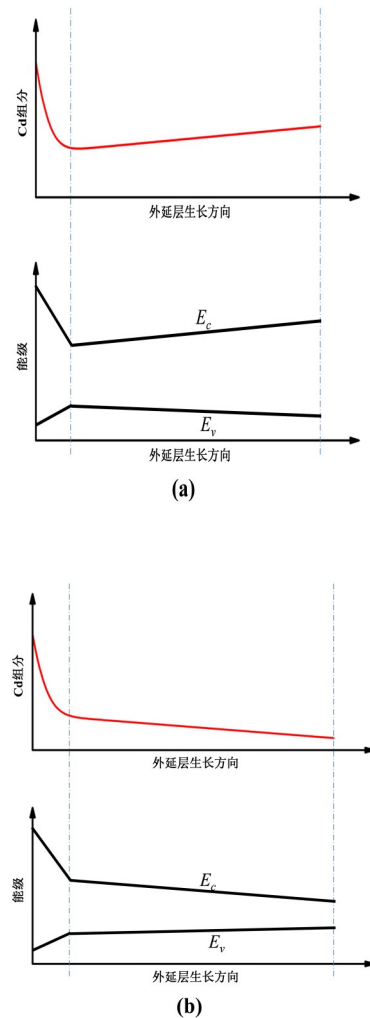 Cd组分
外延层生长方向
能级
E_c
E_v
外延层生长方向
(a)
Cd组分
外延层生长方向
能级
E_c
E_v
外延层生长方向
(b)